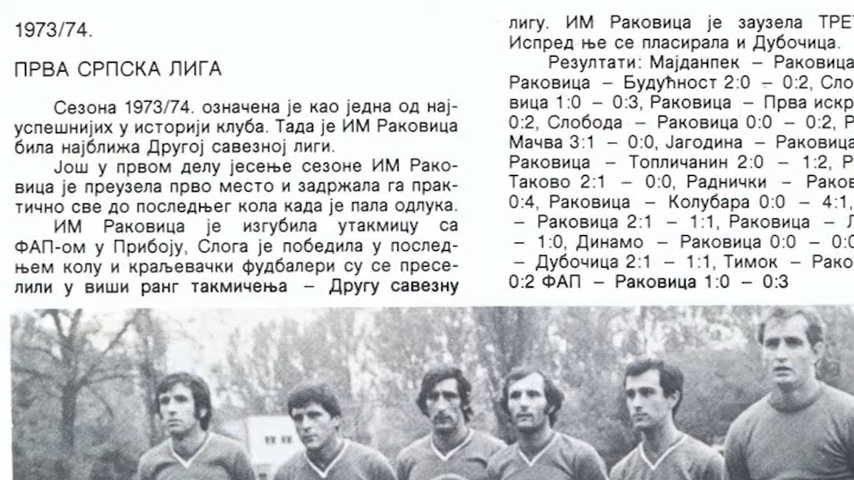 1973/74.
ПРВА СРПСКА ЛИГА
Сезона 1973/74. означена је као једна од нај-
успешнијих у историји клуба. Тада је ИМ Раковица
била најближа Другој савезној лиги.
Још у првом делу јесење сезоне ИМ Рако-
вица је преузела прво место и задржала га прак-
тично све до последњег кола када је пала одлука.
ИМ Раковица је изгубила утакмицу са
ФАП-ом у Прибоју, Слога је победила у послед-
њем колу и краљевачки фудбалери су се пресе-
лили у виши ранг такмичења – Другу савезну
лигу. ИМ Раковица је заузела
Испред ње се пласирала и Дубочица.
Резултати: Мајданпек – Раковица
Раковица – Будућност 2:0 – 0:2,
вица 1:0 – 0:3, Раковица – Прва искр
0:2, Слобода – Раковица 0:0 – 0:2,
Мачва 3:1 – 0:0, Јагодина – Раковица
Раковица – Топличанин 2:0 – 1:2,
Таково 2:1 – 0:0, Раднички –
0:4, Раковица – Колубара 0:0 – 4:1,
– Раковица 2:1 – 1:1, Раковица –
– 1:0, Динамо – Раковица 0:0 –
– Дубочица 2:1 – 1:1, Тимок –
0:2 ФАП – Раковица 1:0 – 0:3